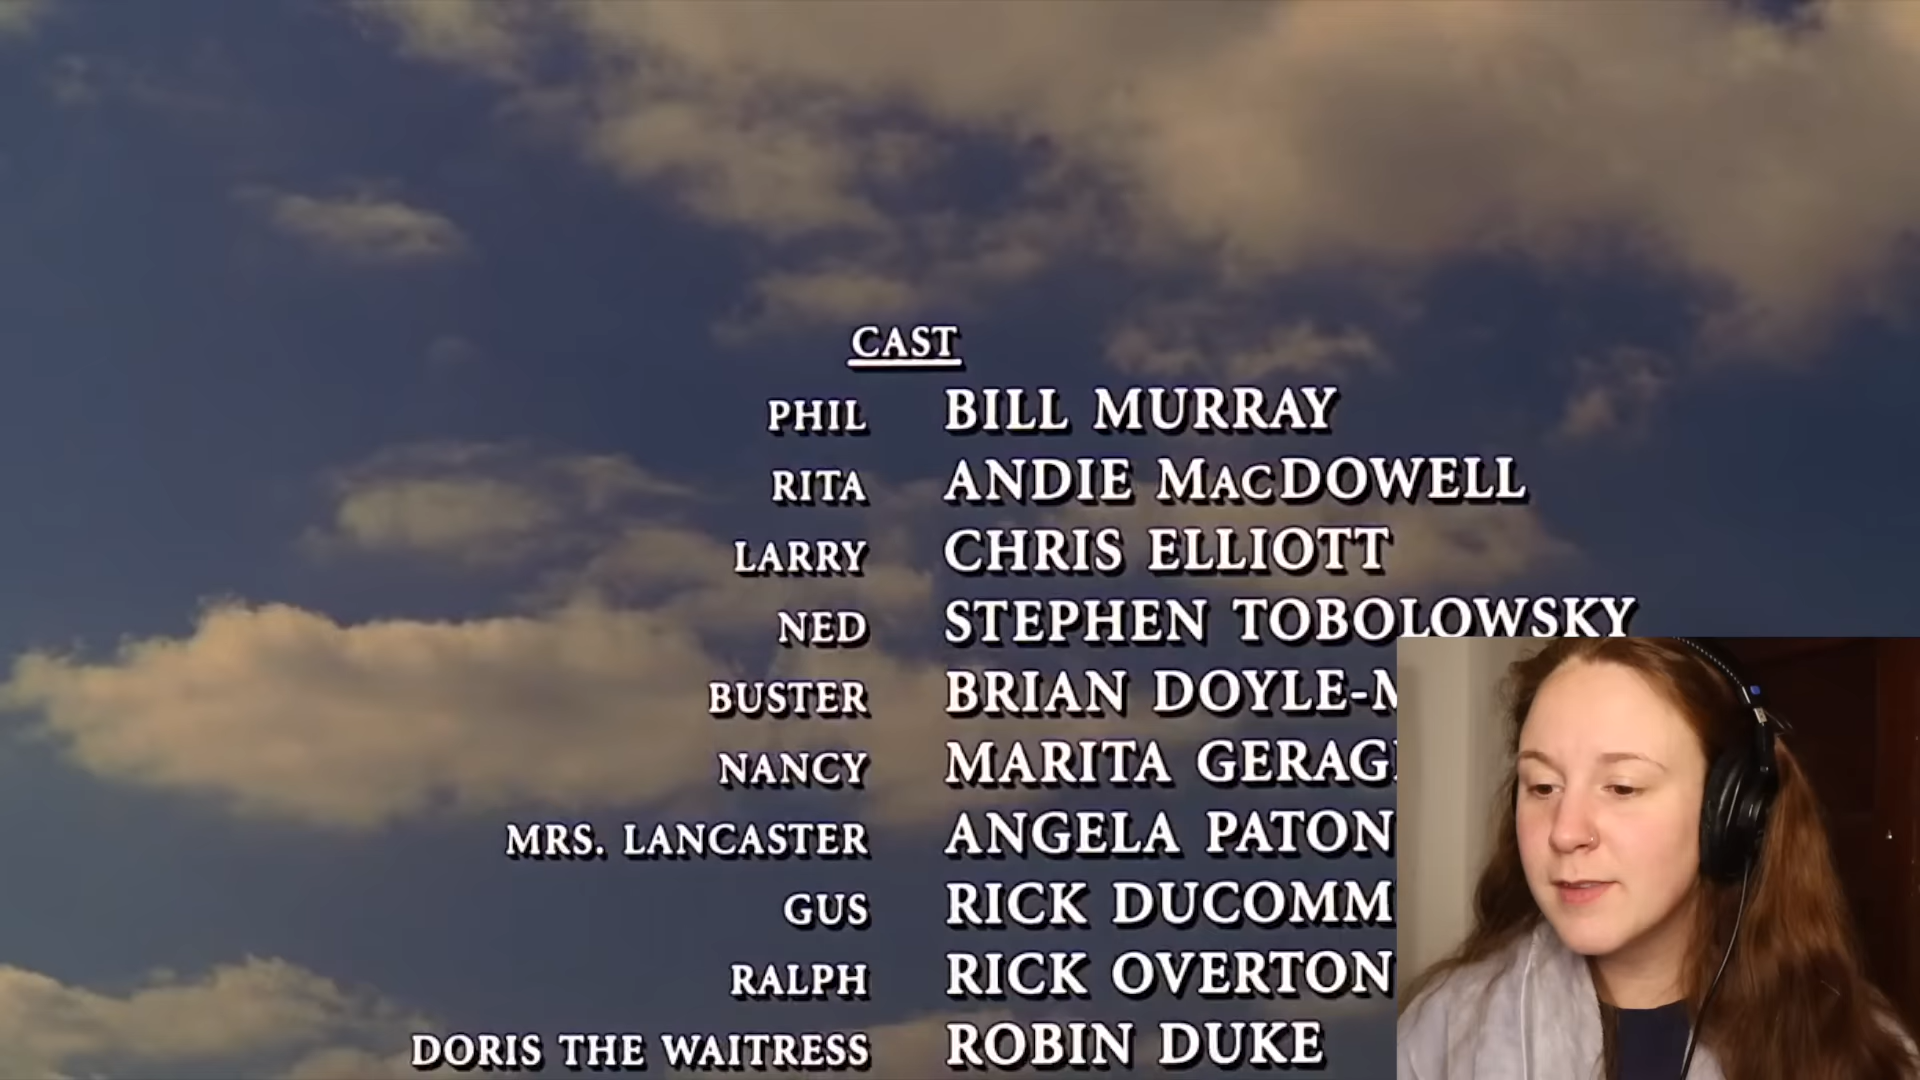 CAST
PHIL BILL MURRAY
RITA ANDIE MacDOWELL
LARRY CHRIS ELLIOTT
NED STEPHEN TOBOLOWSKY
BUSTER BRIAN
NANCY MARITA
MRS. LANCASTER ANGELA PATON
GUS RICK
RALPH RICK OVERTON
DORIS THE WAITRESS ROBIN DUKE